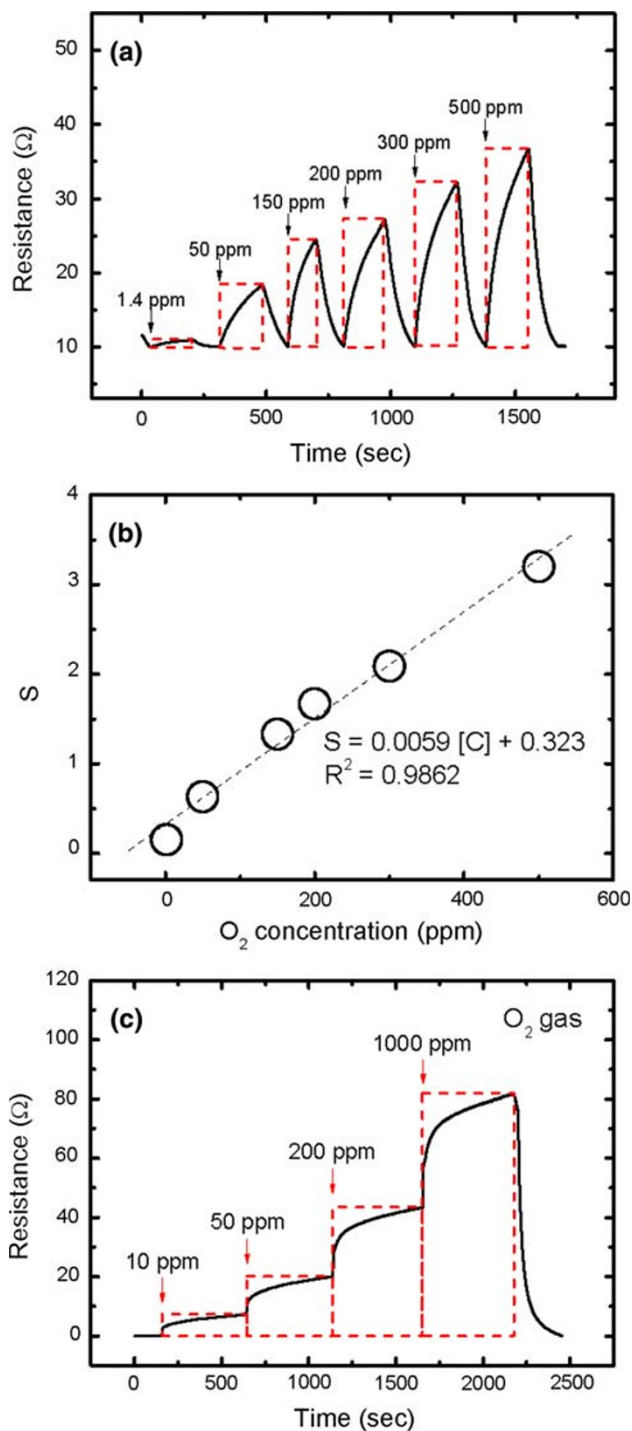 (a)
50
40
30
20
10
Resistance (Ω)
1.4 ppm
50 ppm
150 ppm
200 ppm
300 ppm
500 ppm
0 500 1000 1500
Time (sec)
(b)
4
3
2
1
0
S
S = 0.0059 [C] + 0.323
R² = 0.9862
0 200 400 600
O₂ concentration (ppm)
(c)
O₂ gas
120
100
80
60
40
20
0
Resistance (Ω)
10 ppm
50 ppm
200 ppm
1000 ppm
0 500 1000 1500 2000 2500
Time (sec)